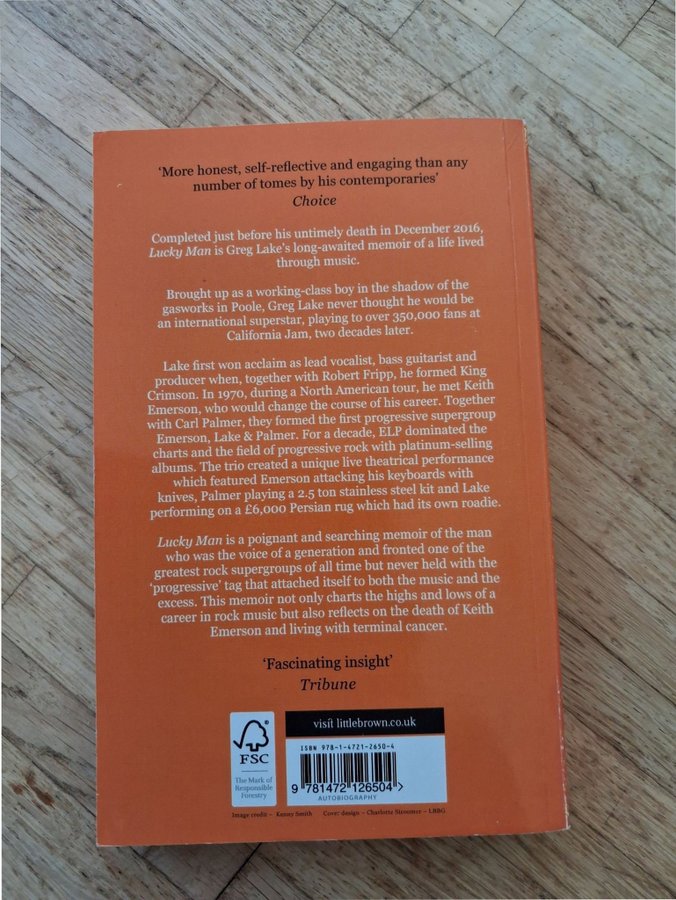 ‘More honest, self-reflective and engaging than any
number of tomes by his contemporaries’
Choice
Completed just before his untimely death in December 2016,
Lucky Man is Greg Lake’s long-awaited memoir of a life lived
through music.
Brought up as a working-class boy in the shadow of the
gasworks in Poole, Greg Lake never thought he would be
an international superstar, playing to over 350,000 fans at
California Jam, two decades later.
Lake first won acclaim as lead vocalist, bass guitarist and
producer when, together with Robert Fripp, he formed King
Crimson. In 1970, during a North American tour, he met Keith
Emerson, who would change the course of his career. Together
with Carl Palmer, they formed the first progressive supergroup
Emerson, Lake & Palmer. For a decade, ELP dominated the
charts and the field of progressive rock with platinum-selling
albums. The trio created a unique live theatrical performance
which featured Emerson attacking his keyboards with
knives, Palmer playing a 2.5 ton stainless steel kit and Lake
performing on a £6,000 Persian rug which had its own roadie.
Lucky Man is a poignant and searching memoir of the man
who was the voice of a generation and fronted one of the
greatest rock supergroups of all time but never held with the
‘progressive’ tag that attached itself to both the music and the
excess. This memoir not only charts the highs and lows of a
career in rock music but also reflects on the death of Keith
Emerson and living with terminal cancer.
‘Fascinating insight’
Tribune
visit littlebrown.co.uk
ISBN 978-1-4721-2650-4
9 781472 126504 >
AUTOBIOGRAPHY
FSC
The Mark of
Responsible
Forestry
Image credit – Kenny Smith Cover design – Charlotte Stroomer – LBBG